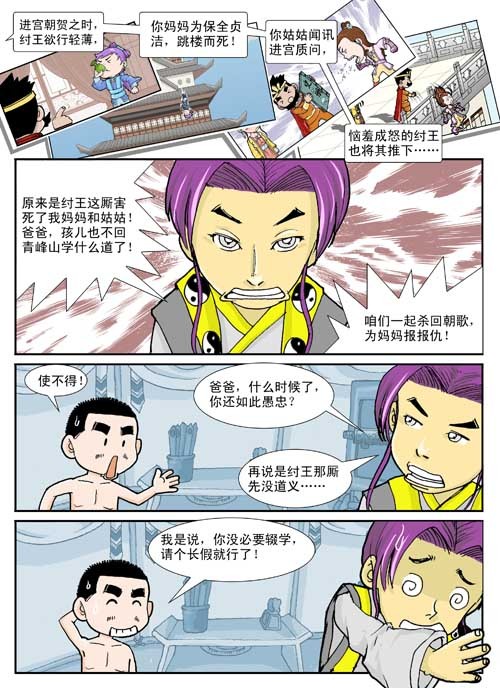 进宫朝贺之时，
纣王欲行轻薄，
你妈妈为保全贞
洁，跳楼而死！
你姑姑闻讯
进宫质问，
恼羞成怒的纣王
也将其推下……
原来是纣王这厮害
死了我妈妈和姑姑！
爸爸，孩儿也不回
青峰山学什么道了！
咱们一起杀回朝歌，
为妈妈报报仇！
使不得！
爸爸，什么时候了，
你还如此愚忠？
再说是纣王那厮
先没道义……
我是说，你没必要辍学，
请个长假就行了！